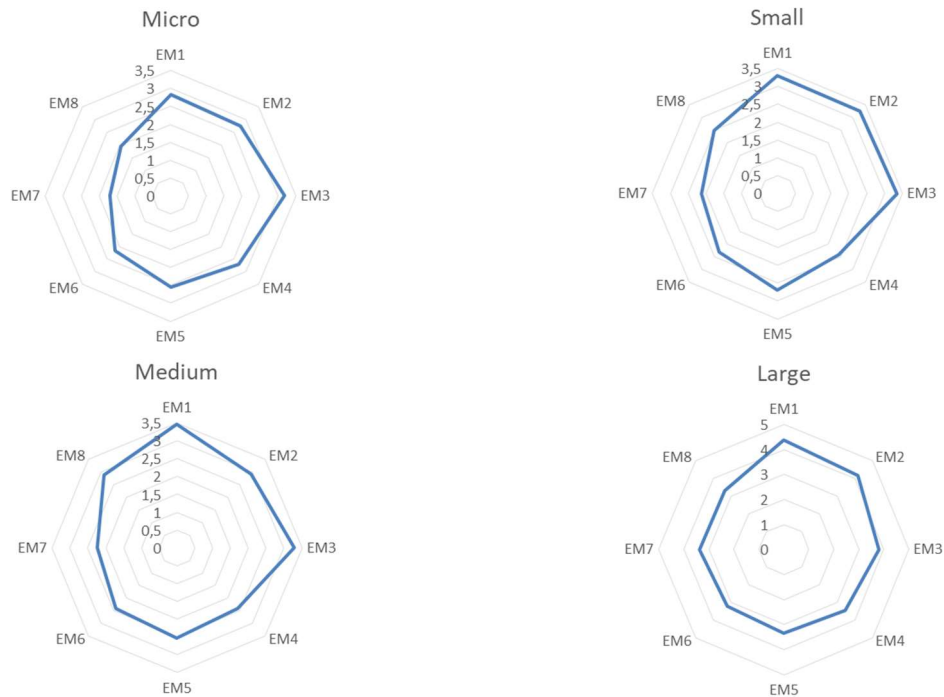 Micro
EM1
3,5
3
2,5
2
1,5
1
0,5
0
EM2
EM3
EM4
EM5
EM6
EM7
EM8
Small
EM1
3,5
3
2,5
2
1,5
1
0,5
0
EM2
EM3
EM4
EM5
EM6
EM7
EM8
Medium
EM1
3,5
3
2,5
2
1,5
1
0,5
0
EM2
EM3
EM4
EM5
EM6
EM7
EM8
Large
EM1
5
4
3
2
1
0
EM2
EM3
EM4
EM5
EM6
EM7
EM8